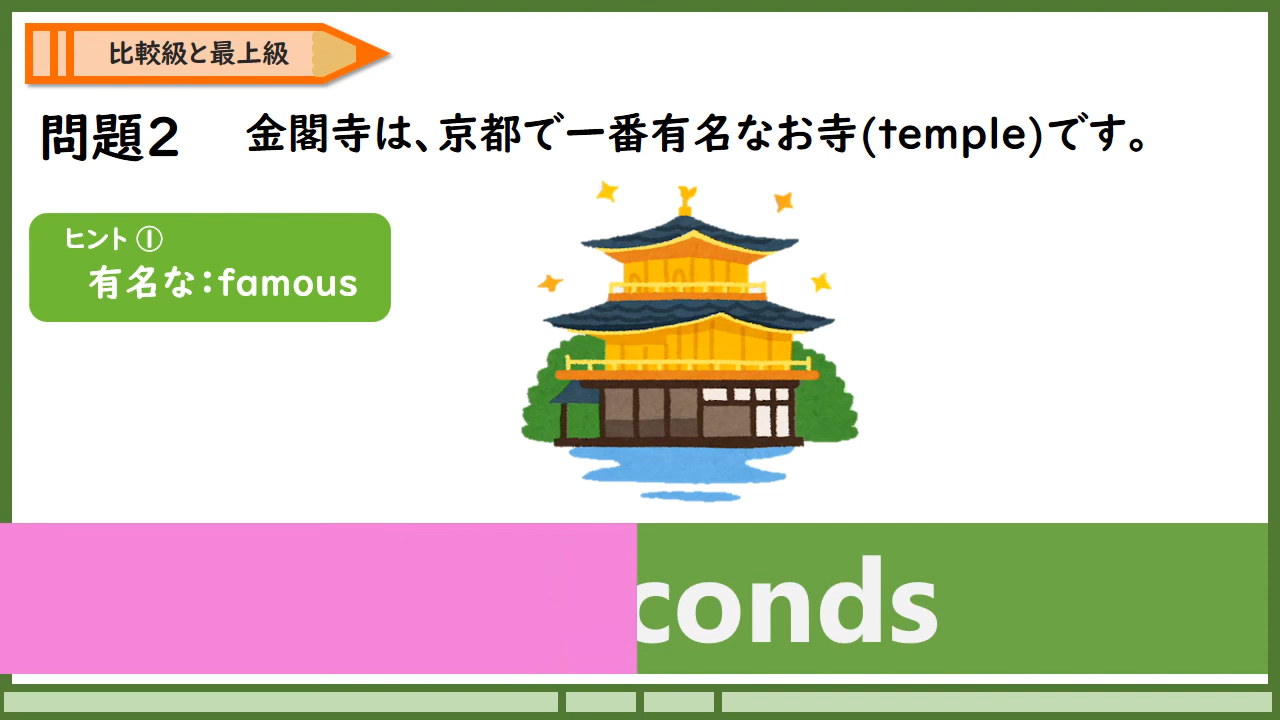 比較級と最上級
問題2
金閣寺は、京都で一番有名なお寺(temple)です。
ヒント ①
有名な:famous
conds